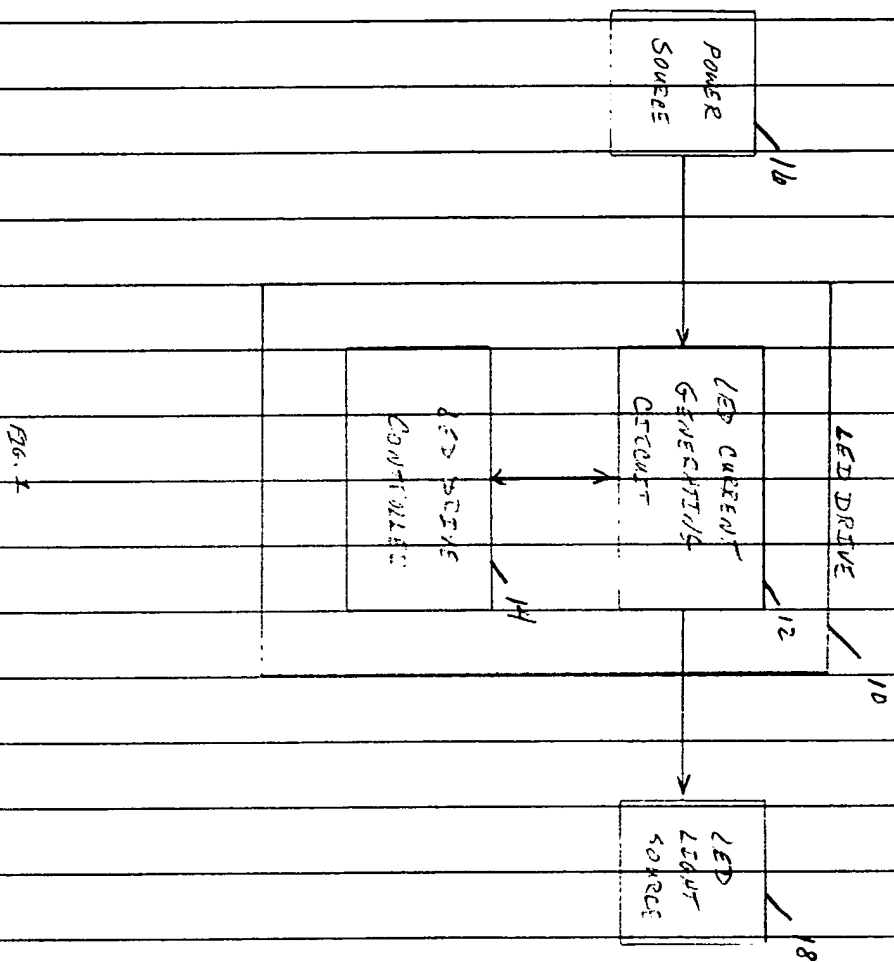 POWER
SOURCE
16
LED DRIVE
10
LED CURRENT
GENERATING
CIRCUIT
12
LED DRIVE
CONTROLLER
14
LED
LIGHT
SOURCE
18
FIG. 1